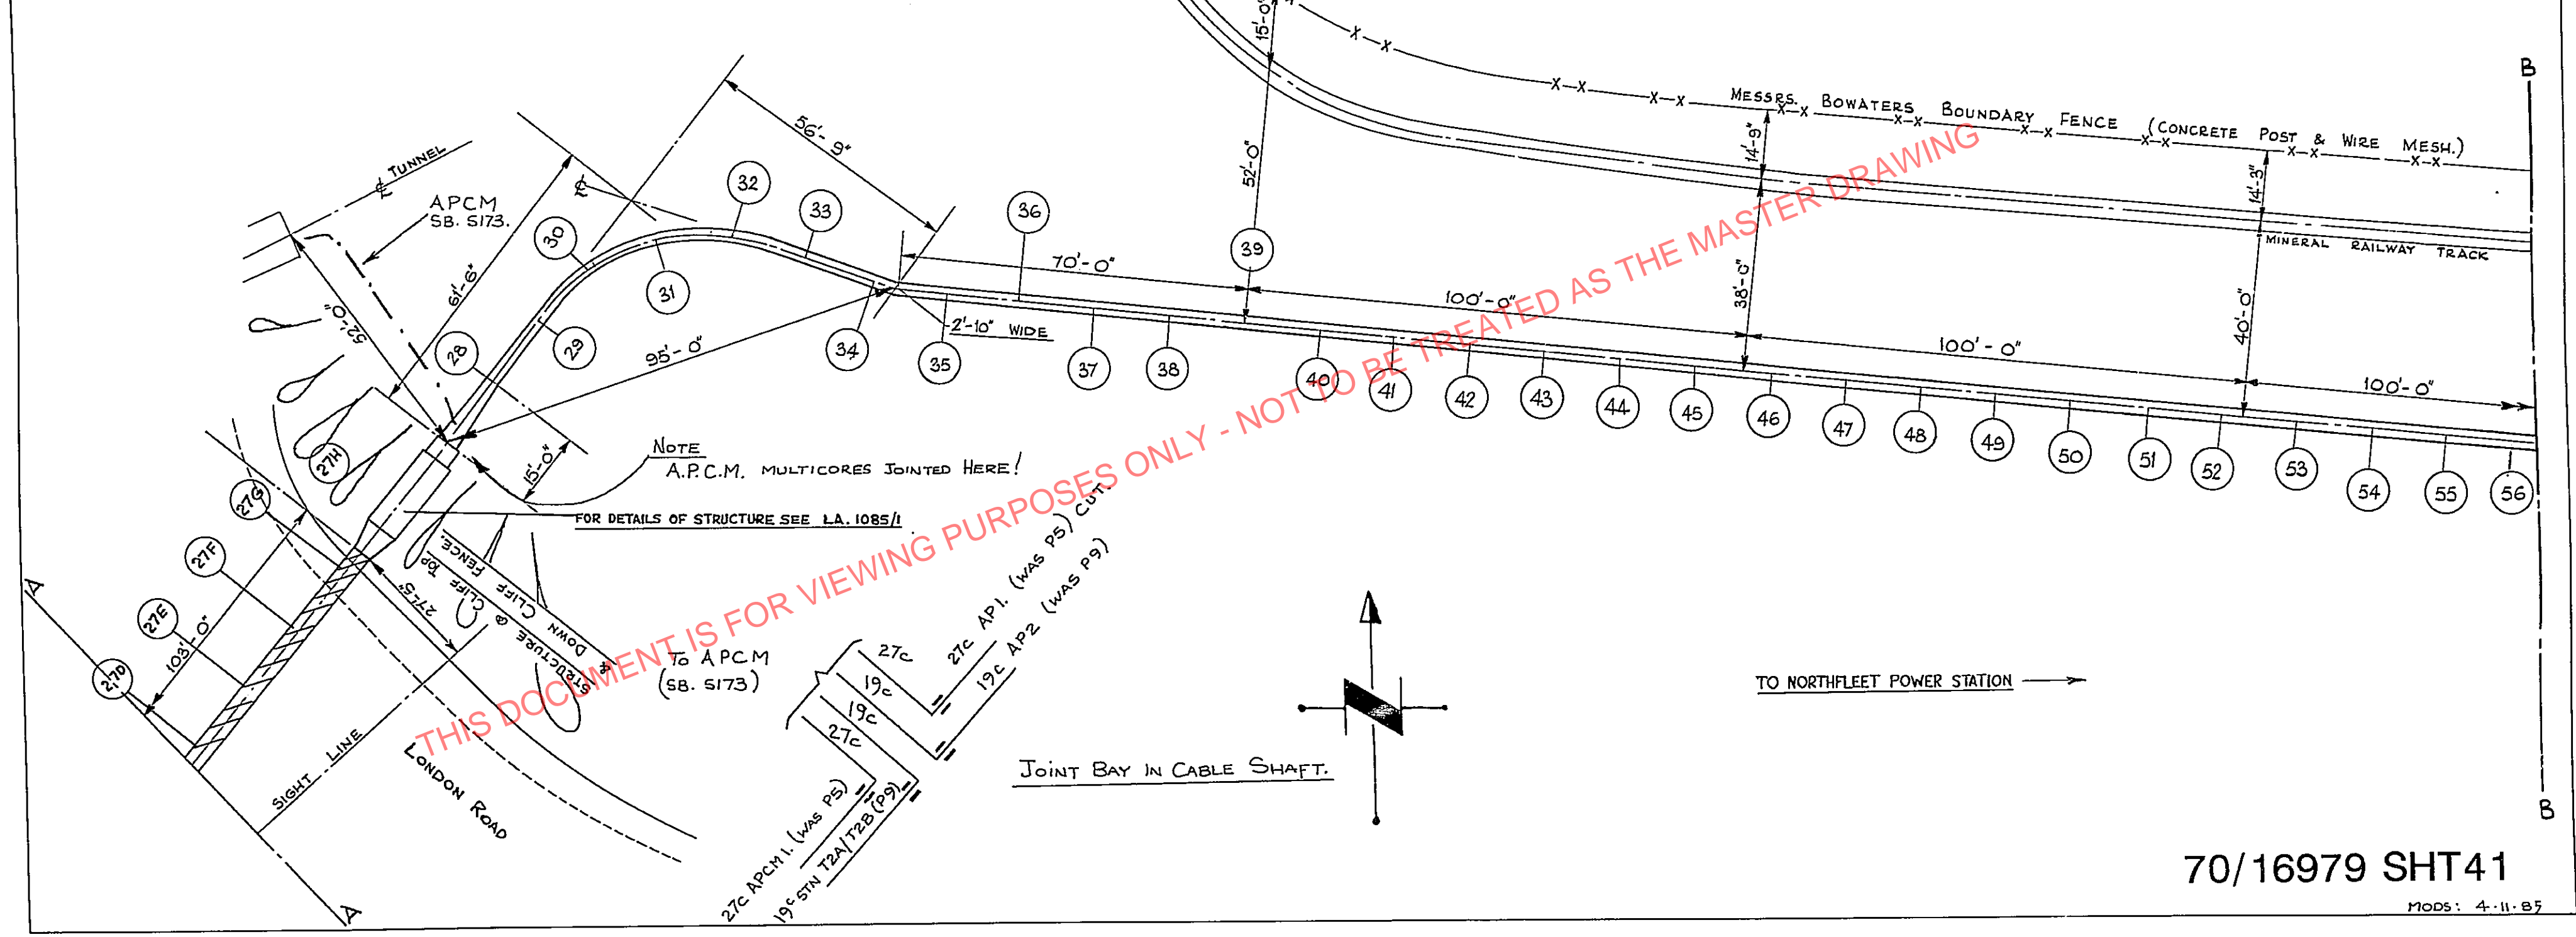 15'-0"
B
MESSRS. BOWATERS BOUNDARY FENCE (CONCRETE POST & WIRE MESH.)
56'-9"
14'-9"
52'-0"
14'-3"
℄ TUNNEL
℄
APCM
SB. S173.
32
33
36
30
31
39
MINERAL RAILWAY TRACK
61'-6"
52'-0"
70'-0"
100'-0"
38'-0"
40'-0"
100'-0"
100'-0"
28
29
95'-0"
34
35
2'-10" WIDE
37
38
40
41
42
43
44
45
46
47
48
49
50
51
52
53
54
55
56
NOTE
A.P.C.M. MULTICORES JOINTED HERE!
15'-0"
27H
27G
27F
27E
27D
FOR DETAILS OF STRUCTURE SEE LA. 1085/1
103'-0"
27'-5"
STRUCTURE @ CLIFF TOP
& DOWN CLIFF FENCE.
TO APCM
(SB. S173)
A
A
SIGHT LINE
LONDON ROAD
27c
19c
19c
27c
27c AP1. (WAS P5) CUT.
19c AP2 (WAS P9)
27c APCM1. (WAS P5)
19c STN T2A/T2B (P9)
JOINT BAY IN CABLE SHAFT.
TO NORTHFLEET POWER STATION
B
THIS DOCUMENT IS FOR VIEWING PURPOSES ONLY - NOT TO BE TREATED AS THE MASTER DRAWING
70/16979 SHT41
MODS: 4.11.85